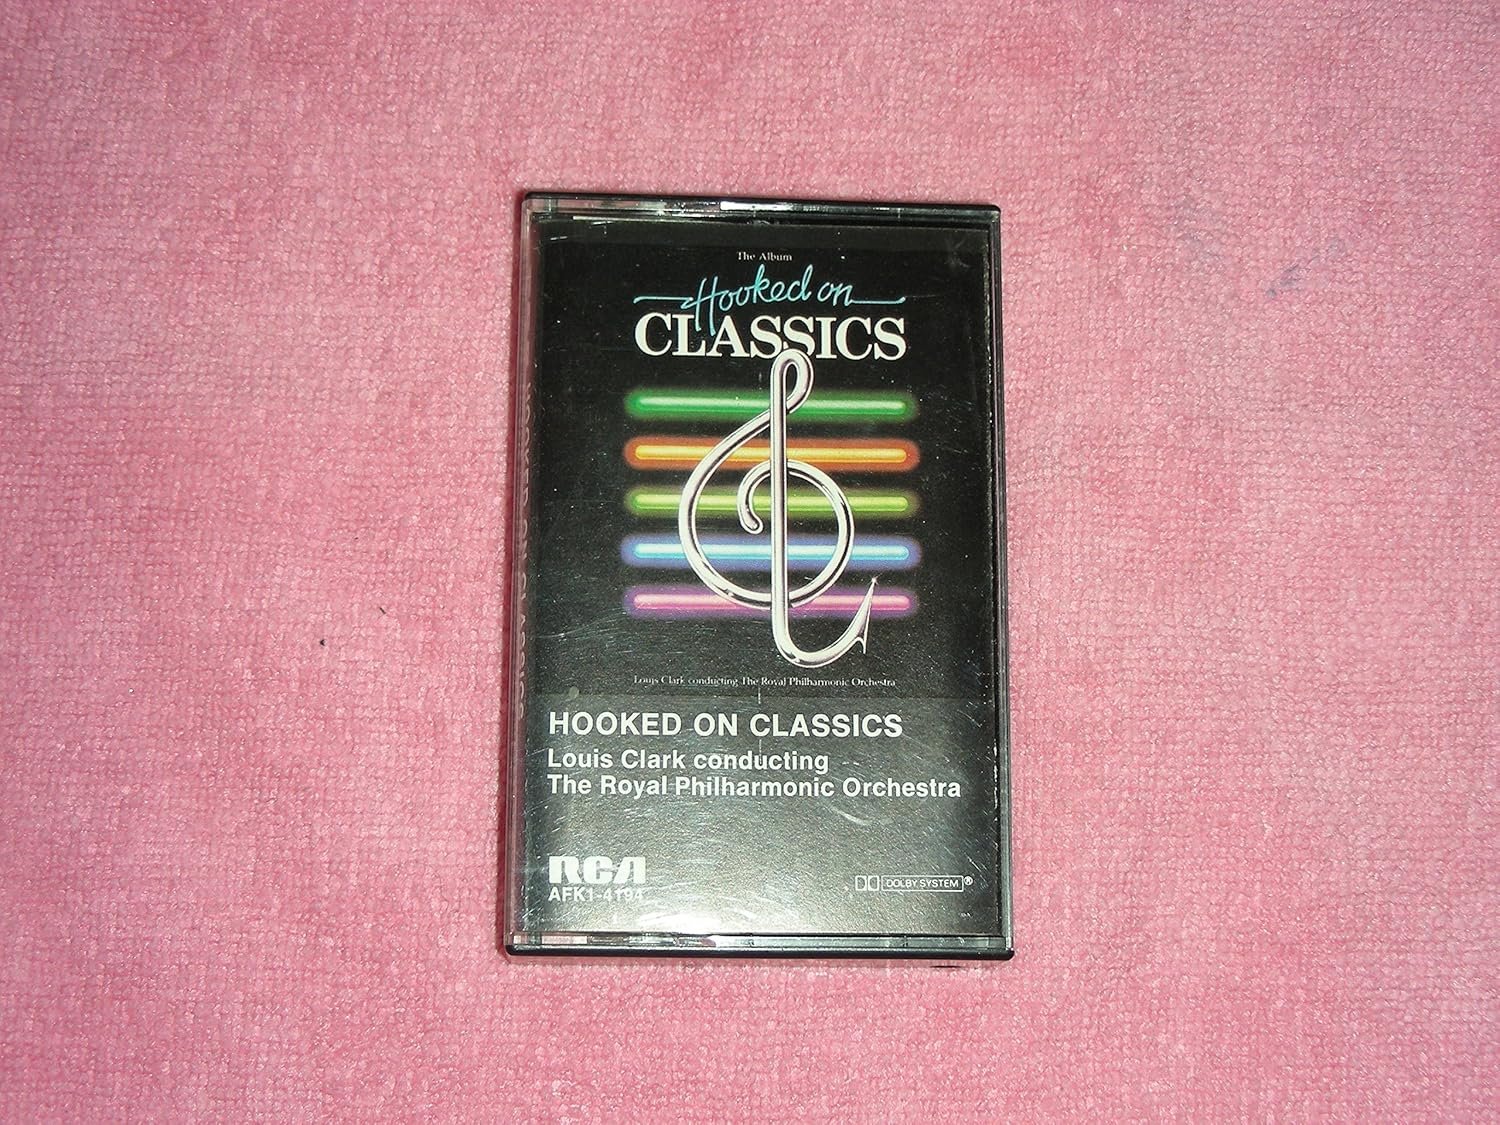 The Album
Hooked on
CLASSICS
Louis Clark conducting The Royal Philharmonic Orchestra
HOOKED ON CLASSICS
Louis Clark conducting
The Royal Philharmonic Orchestra
RCA
AFK1-4194
DOLBY SYSTEM®